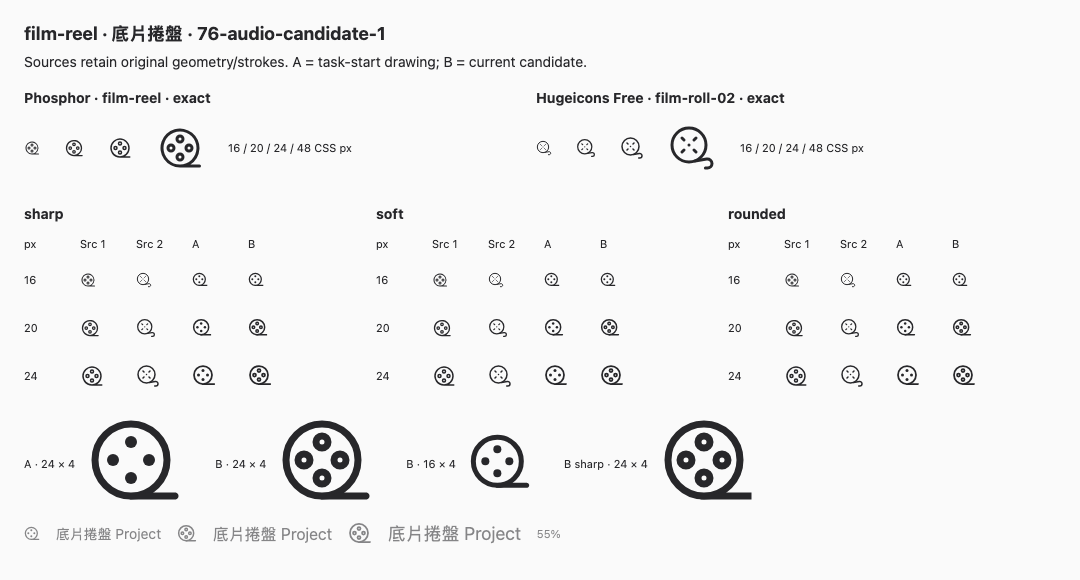 film-reel · 底片捲盤 · 76-audio-candidate-1
Sources retain original geometry/strokes. A = task-start drawing; B = current candidate.
Phosphor · film-reel · exact
Hugeicons Free · film-roll-02 · exact
16 / 20 / 24 / 48 CSS px
16 / 20 / 24 / 48 CSS px
sharp
soft
rounded
px Src 1 Src 2 A B
px Src 1 Src 2 A B
px Src 1 Src 2 A B
16
16
16
20
20
20
24
24
24
A · 24 × 4
B · 24 × 4
B · 16 × 4
B sharp · 24 × 4
底片捲盤 Project
底片捲盤 Project
底片捲盤 Project
55%